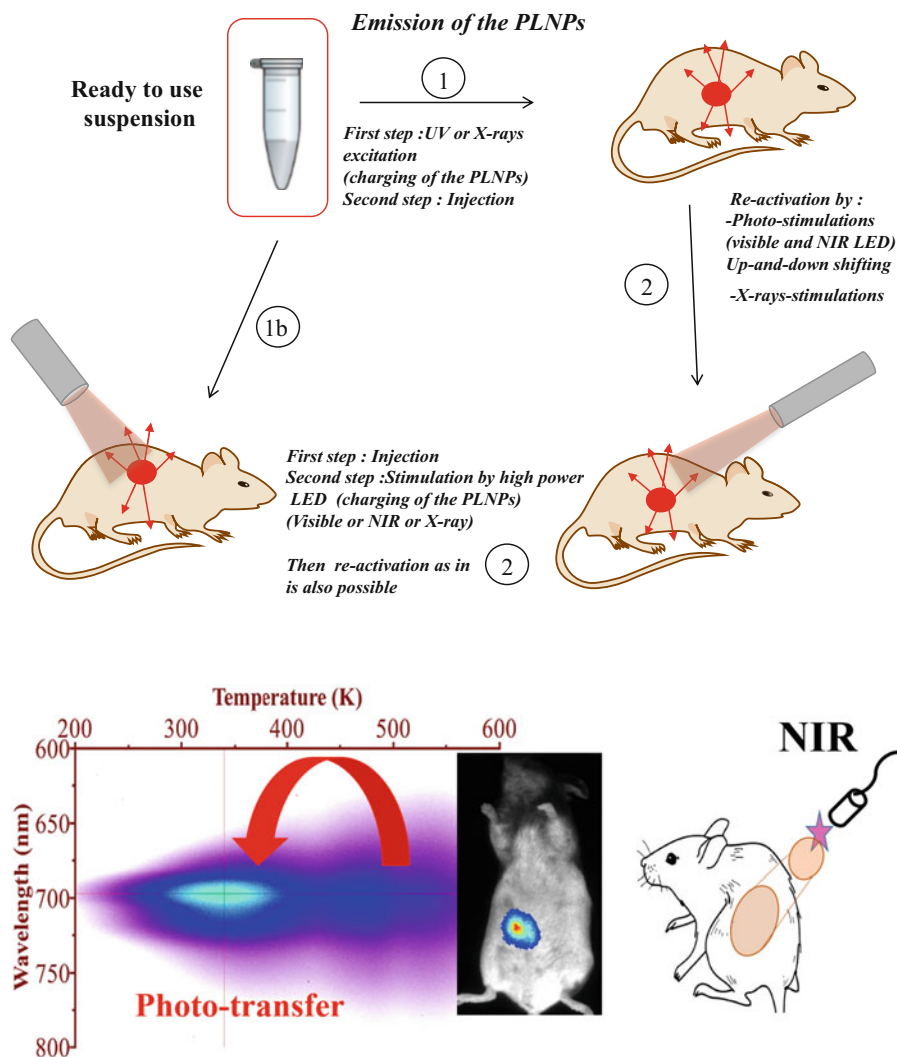 Emission of the PLNPs
Ready to use
suspension
1
First step :UV or X-rays
excitation
(charging of the PLNPs)
Second step : Injection
Re-activation by :
-Photo-stimulations
(visible and NIR LED)
Up-and-down shifting
-X-rays-stimulations
2
1b
First step : Injection
Second step :Stimulation by high power
LED (charging of the PLNPs)
(Visible or NIR or X-ray)
Then re-activation as in 2
is also possible
Temperature (K)
200 300 400 500 600
600
650
700
750
800
Wavelength (nm)
Photo-transfer
NIR